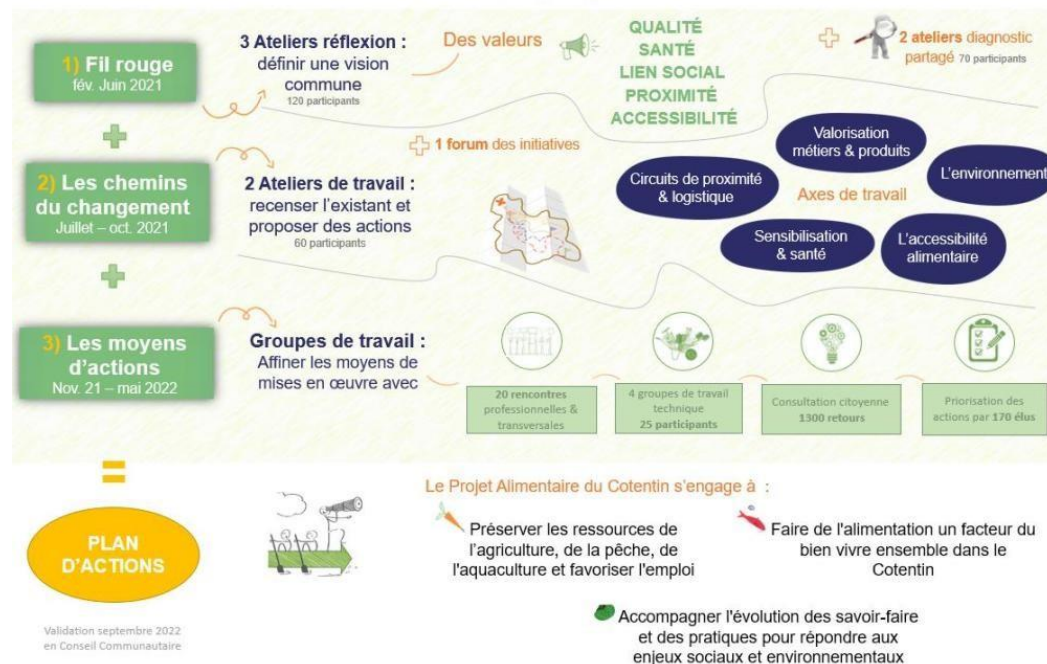 1) Fil rouge
fév. Juin 2021
3 Ateliers réflexion :
définir une vision
commune
120 participants
Des valeurs
QUALITÉ
SANTÉ
LIEN SOCIAL
PROXIMITÉ
ACCESSIBILITÉ
2 ateliers diagnostic
partagé 70 participants
2) Les chemins
du changement
Juillet – oct. 2021
2 Ateliers de travail :
recenser l'existant et
proposer des actions
60 participants
1 forum des initiatives
Valorisation
métiers & produits
Circuits de proximité
& logistique
Axes de travail
L'environnement
Sensibilisation
& santé
L'accessibilité
alimentaire
3) Les moyens
d'actions
Nov. 21 – mai 2022
Groupes de travail :
Affiner les moyens de
mises en œuvre avec
20 rencontres
professionnelles &
transversales
4 groupes de travail
technique
25 participants
Consultation citoyenne
1300 retours
Priorisation des
actions par 170 élus
PLAN
D'ACTIONS
Validation septembre 2022
en Conseil Communautaire
Le Projet Alimentaire du Cotentin s'engage à :
Préserver les ressources de
l'agriculture, de la pêche, de
l'aquaculture et favoriser l'emploi
Faire de l'alimentation un facteur du
bien vivre ensemble dans le
Cotentin
Accompagner l'évolution des savoir-faire
et des pratiques pour répondre aux
enjeux sociaux et environnementaux